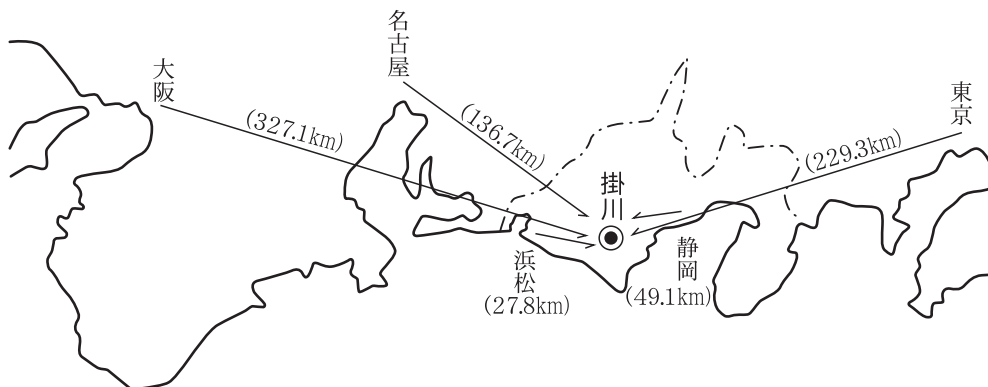 大阪
(327.1km)
名古屋
(136.7km)
掛川
東京
(229.3km)
浜松
(27.8km)
静岡
(49.1km)